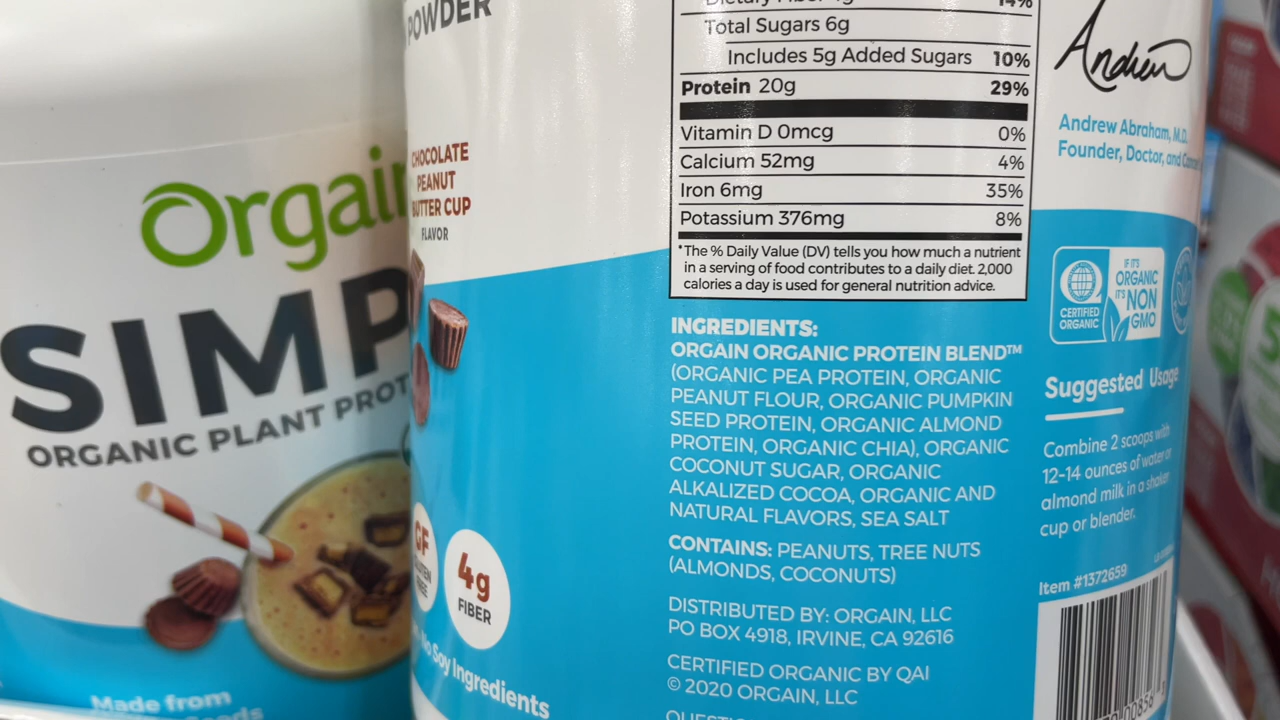 Orgain
SIMP
ORGANIC PLANT PROT
Made from
POWDER
CHOCOLATE
PEANUT
BUTTER CUP
FLAVOR
GF
4g
FIBER
No Soy Ingredients
Dietary Fiber 4g 14%
Total Sugars 6g
Includes 5g Added Sugars 10%
Protein 20g 29%
Vitamin D 0mcg 0%
Calcium 52mg 4%
Iron 6mg 35%
Potassium 376mg 8%
*The % Daily Value (DV) tells you how much a nutrient
in a serving of food contributes to a daily diet. 2,000
calories a day is used for general nutrition advice.
INGREDIENTS:
ORGAIN ORGANIC PROTEIN BLEND™
(ORGANIC PEA PROTEIN, ORGANIC
PEANUT FLOUR, ORGANIC PUMPKIN
SEED PROTEIN, ORGANIC ALMOND
PROTEIN, ORGANIC CHIA), ORGANIC
COCONUT SUGAR, ORGANIC
ALKALIZED COCOA, ORGANIC AND
NATURAL FLAVORS, SEA SALT
CONTAINS: PEANUTS, TREE NUTS
(ALMONDS, COCONUTS)
DISTRIBUTED BY: ORGAIN, LLC
PO BOX 4918, IRVINE, CA 92616
CERTIFIED ORGANIC BY QAI
© 2020 ORGAIN, LLC
Andrew
Andrew Abraham, M.D.
Founder, Doctor, and
CERTIFIED
ORGANIC
IF IT'S
ORGANIC
IT'S NON
GMO
Suggested Usage
Combine 2 scoops with
12-14 ounces of water or
almond milk in a shaker
cup or blender.
Item #1372659